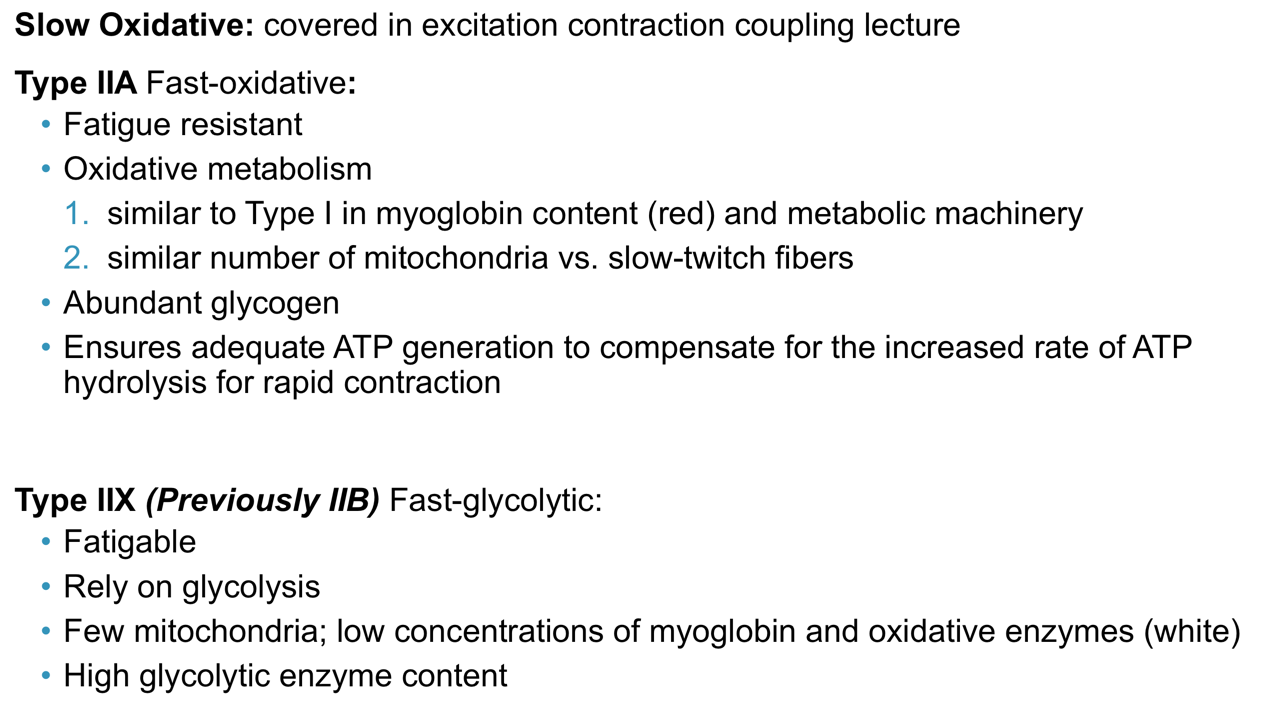 Slow Oxidative: covered in excitation contraction coupling lecture
Type IIA Fast-oxidative:
• Fatigue resistant
• Oxidative metabolism
1. similar to Type I in myoglobin content (red) and metabolic machinery
2. similar number of mitochondria vs. slow-twitch fibers
• Abundant glycogen
• Ensures adequate ATP generation to compensate for the increased rate of ATP
hydrolysis for rapid contraction
Type IIX (Previously IIB) Fast-glycolytic:
• Fatigable
• Rely on glycolysis
• Few mitochondria; low concentrations of myoglobin and oxidative enzymes (white)
• High glycolytic enzyme content